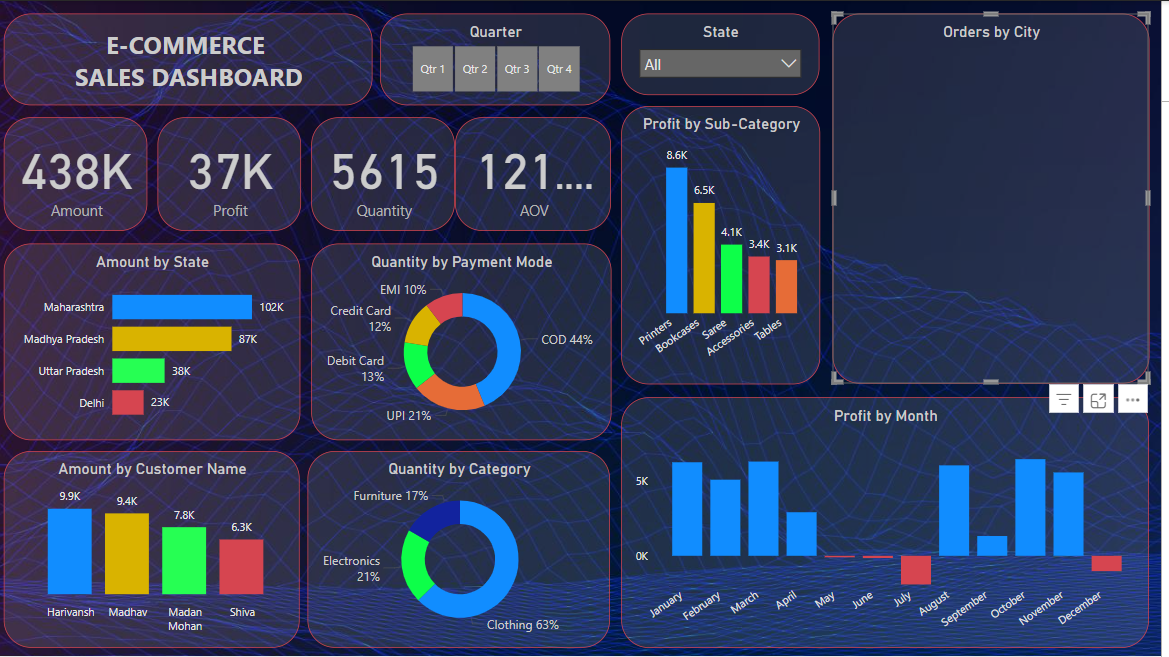 E-COMMERCE
SALES DASHBOARD
Quarter
Qtr 1 Qtr 2 Qtr 3 Qtr 4
State
All
Orders by City
438K
Amount
37K
Profit
5615
Quantity
121....
AOV
Profit by Sub-Category
8.6K
6.5K
4.1K
3.4K
3.1K
Printers
Bookcases
Saree
Accessories
Tables
Amount by State
Maharashtra 102K
Madhya Pradesh 87K
Uttar Pradesh 38K
Delhi 23K
Quantity by Payment Mode
EMI 10%
Credit Card
12%
Debit Card
13%
UPI 21%
COD 44%
Profit by Month
5K
0K
January
February
March
April
May
June
July
August
September
October
November
December
Amount by Customer Name
9.9K
9.4K
7.8K
6.3K
Harivansh
Madhav
Madan
Mohan
Shiva
Quantity by Category
Furniture 17%
Electronics
21%
Clothing 63%